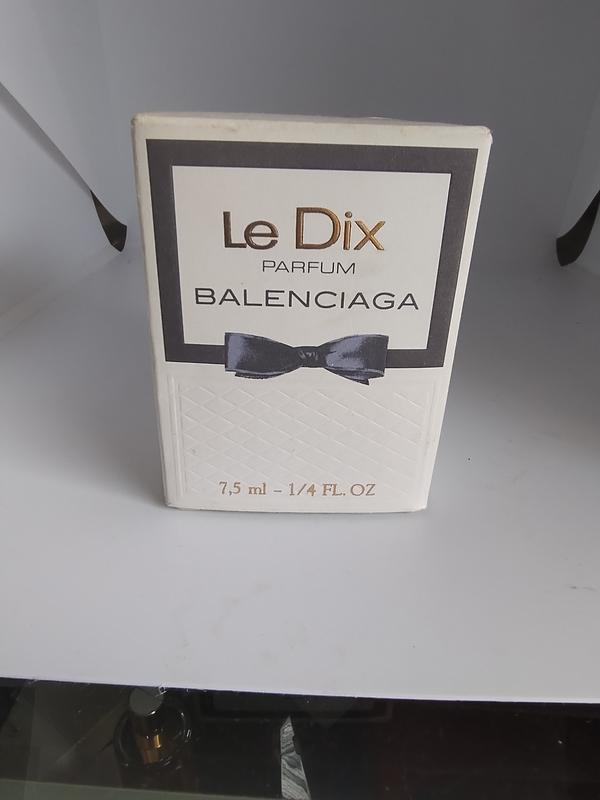 Le Dix
PARFUM
BALENCIAGA
7,5 ml – 1/4 FL. OZ